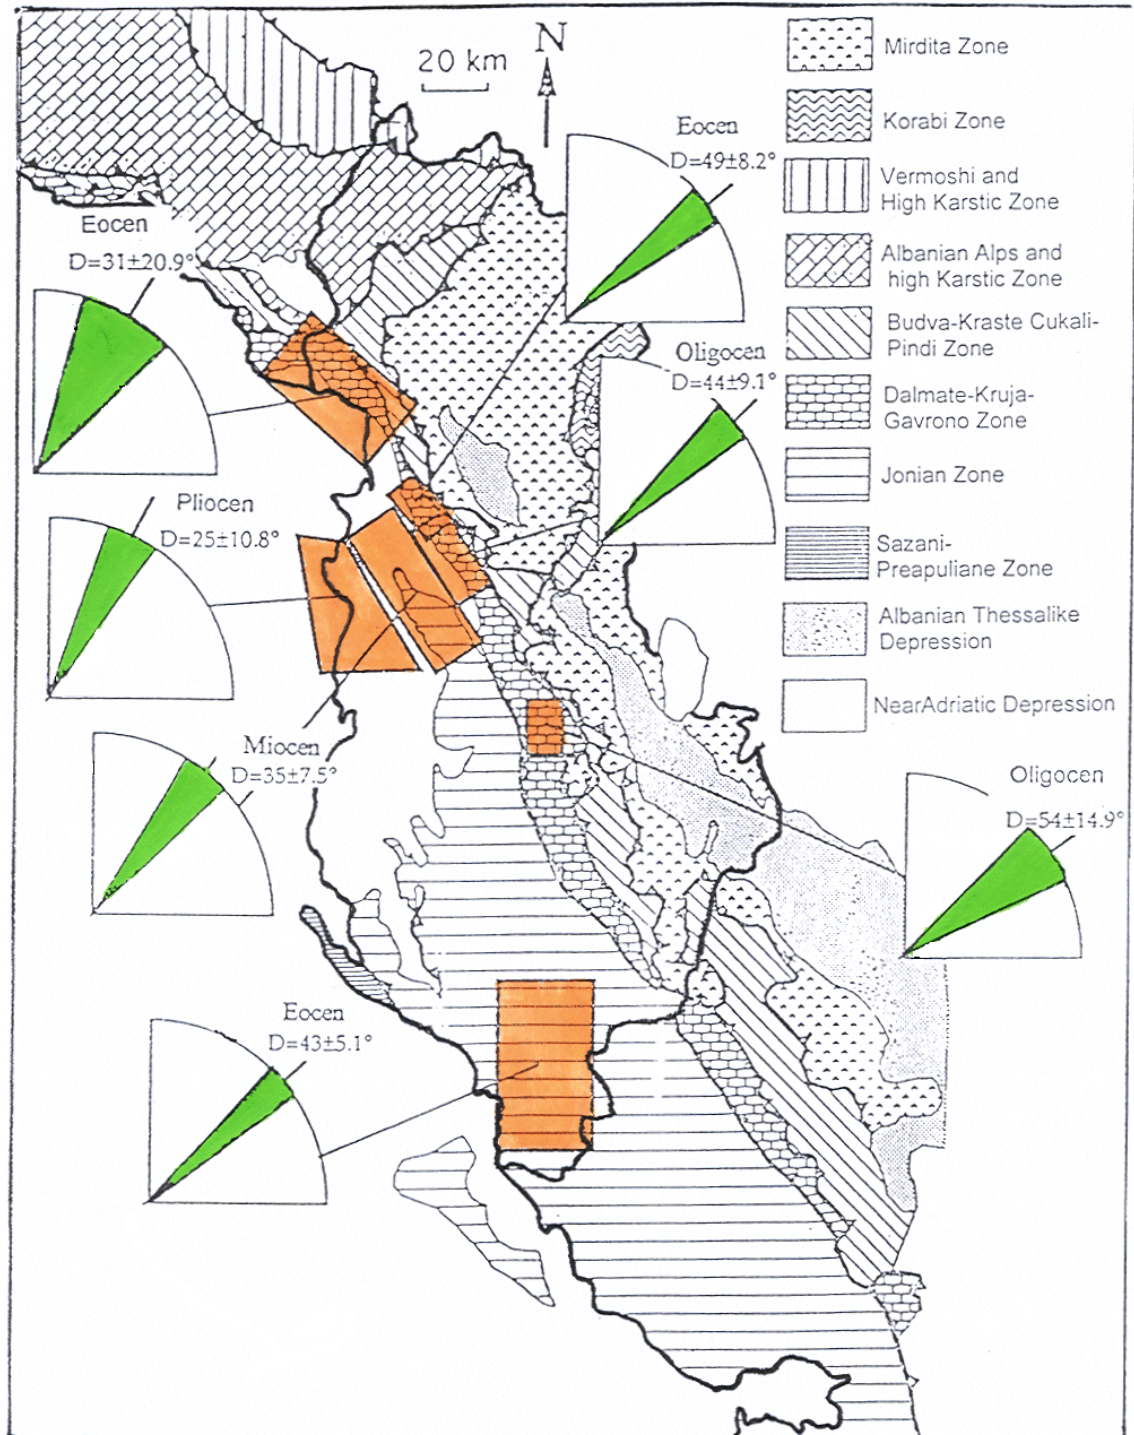 N
20 km
Mirdita Zone
Korabi Zone
Vermoshi and
High Karstic Zone
Albanian Alps and
high Karstic Zone
Budva-Kraste Cukali-
Pindi Zone
Dalmate-Kruja-
Gavrono Zone
Jonian Zone
Sazani-
Preapuliane Zone
Albanian Thessalike
Depression
NearAdriatic Depression
Eocen
D=49±8.2°
Eocen
D=31±20.9°
Oligocen
D=44±9.1°
Pliocen
D=25±10.8°
Miocen
D=35±7.5°
Oligocen
D=54±14.9°
Eocen
D=43±5.1°